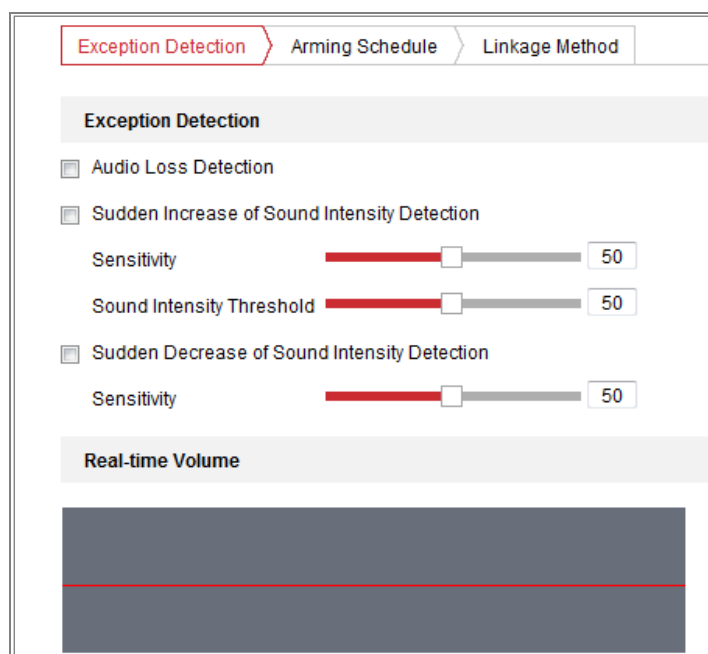 Exception Detection Arming Schedule Linkage Method
Exception Detection
Audio Loss Detection
Sudden Increase of Sound Intensity Detection
Sensitivity 50
Sound Intensity Threshold 50
Sudden Decrease of Sound Intensity Detection
Sensitivity 50
Real-time Volume